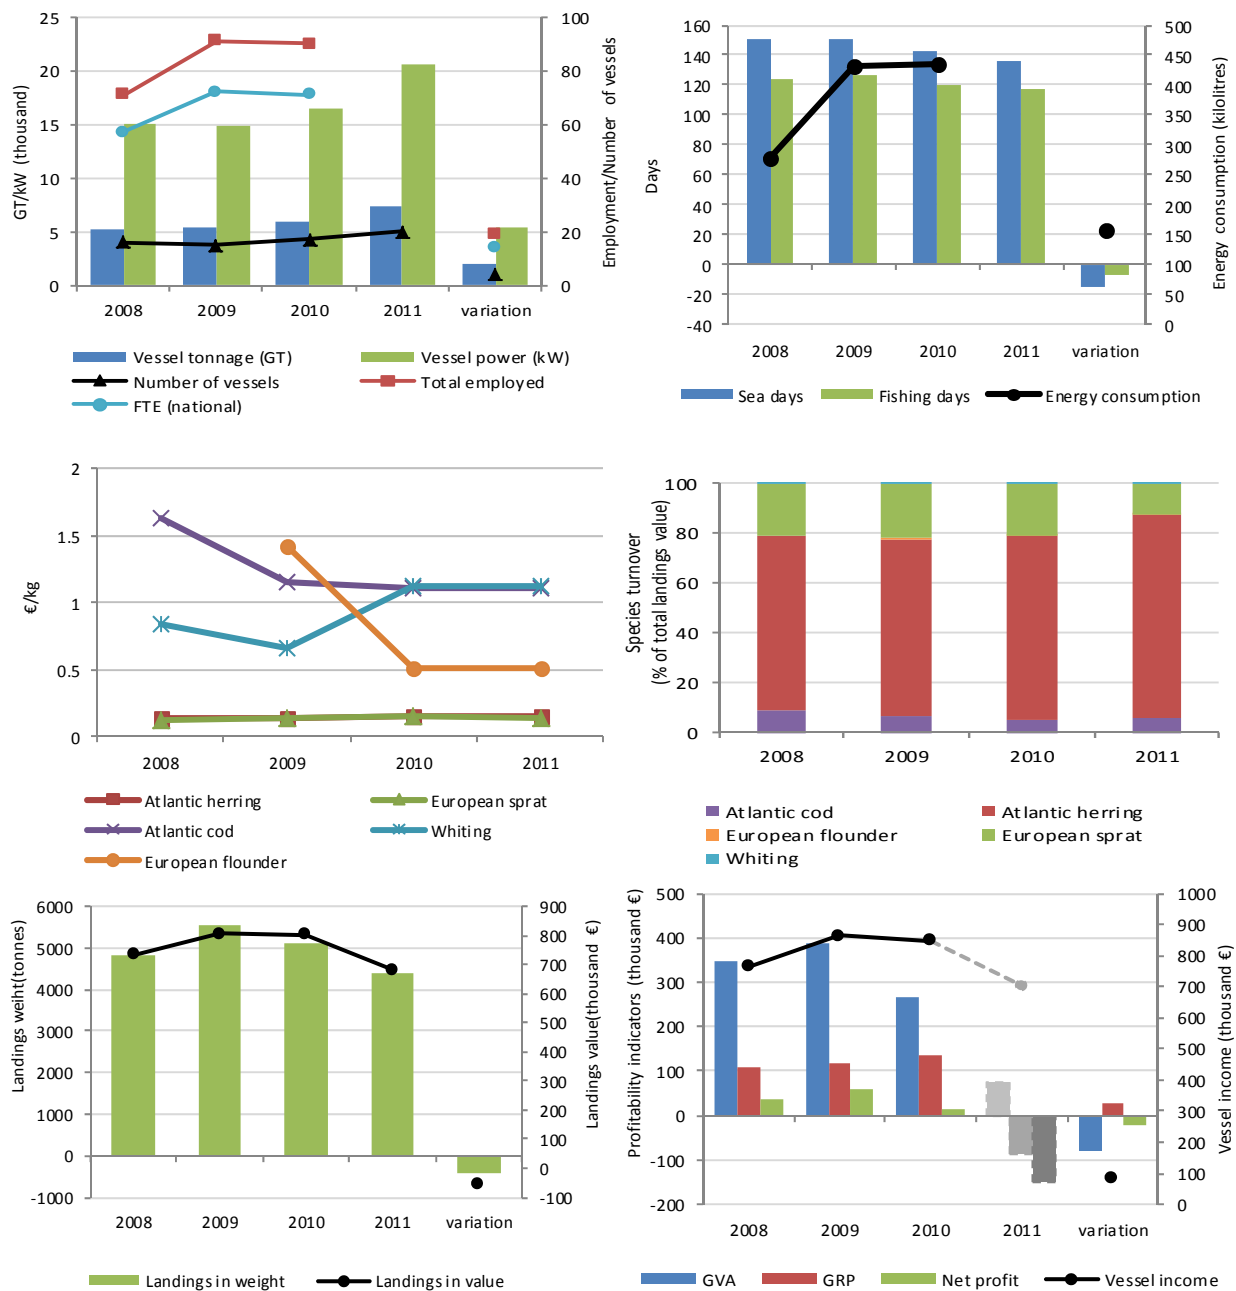 25
20
15
10
5
0
GT/kW (thousand)
100
80
60
40
20
0
Employment/Number of vessels
2008 2009 2010 2011 variation
Vessel tonnage (GT) Vessel power (kW)
Number of vessels Total employed
FTE (national)
160
140
120
100
80
60
40
20
0
-20
-40
Days
500
450
400
350
300
250
200
150
100
50
0
Energy consumption (kilolitres)
2008 2009 2010 2011 variation
Sea days Fishing days Energy consumption
2
1.5
1
0.5
0
€/kg
2008 2009 2010 2011
Atlantic herring European sprat
Atlantic cod Whiting
European flounder
100
80
60
40
20
0
Species turnover
(% of total landings value)
2008 2009 2010 2011
Atlantic cod Atlantic herring
European flounder European sprat
Whiting
6000
5000
4000
3000
2000
1000
0
-1000
Landings weiht(tonnes)
900
800
700
600
500
400
300
200
100
0
-100
Landings value(thousand €)
2008 2009 2010 2011 variation
Landings in weight Landings in value
500
400
300
200
100
0
-100
-200
Profitability indicators (thousand €)
1000
900
800
700
600
500
400
300
200
100
0
Vessel income (thousand €)
2008 2009 2010 2011 variation
GVA GRP Net profit Vessel income